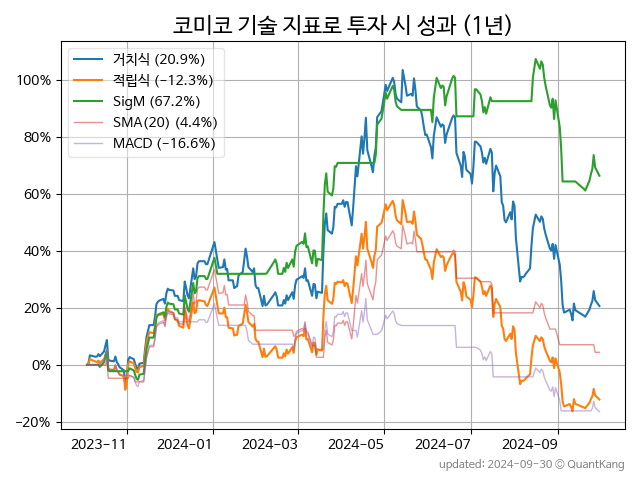 코미코 기술 지표로 투자 시 성과 (1년)
거치식 (20.9%)
적립식 (−12.3%)
SigM (67.2%)
SMA(20) (4.4%)
MACD (−16.6%)
100%
80%
60%
40%
20%
0%
−20%
2023-11 2024-01 2024-03 2024-05 2024-07 2024-09
updated: 2024-09-30 © QuantKang